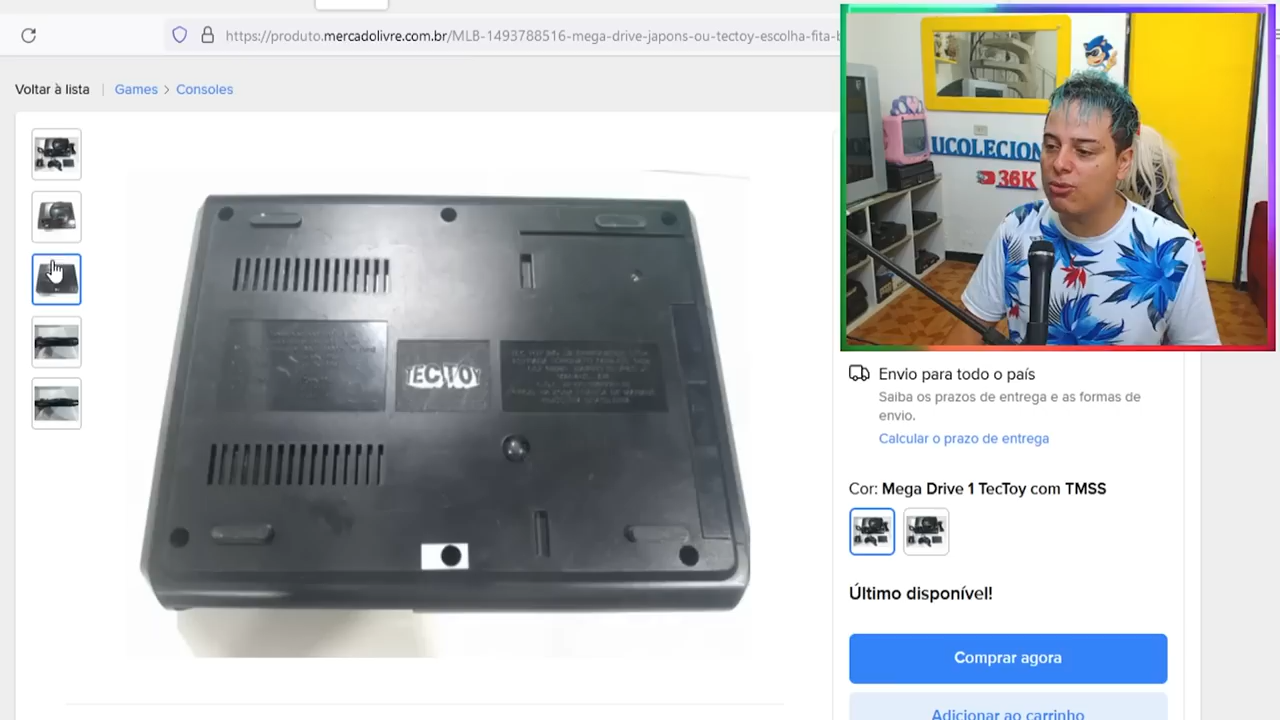 https://produto.mercadolivre.com.br/MLB-1493788516-mega-drive-japons-ou-tectoy-escolha-fita-b
Voltar à lista
Games > Consoles
TECTOY
UCOLECION
36K
Envio para todo o país
Saiba os prazos de entrega e as formas de
envio.
Calcular o prazo de entrega
Cor: Mega Drive 1 TecToy com TMSS
Último disponível!
Comprar agora
Adicionar ao carrinho